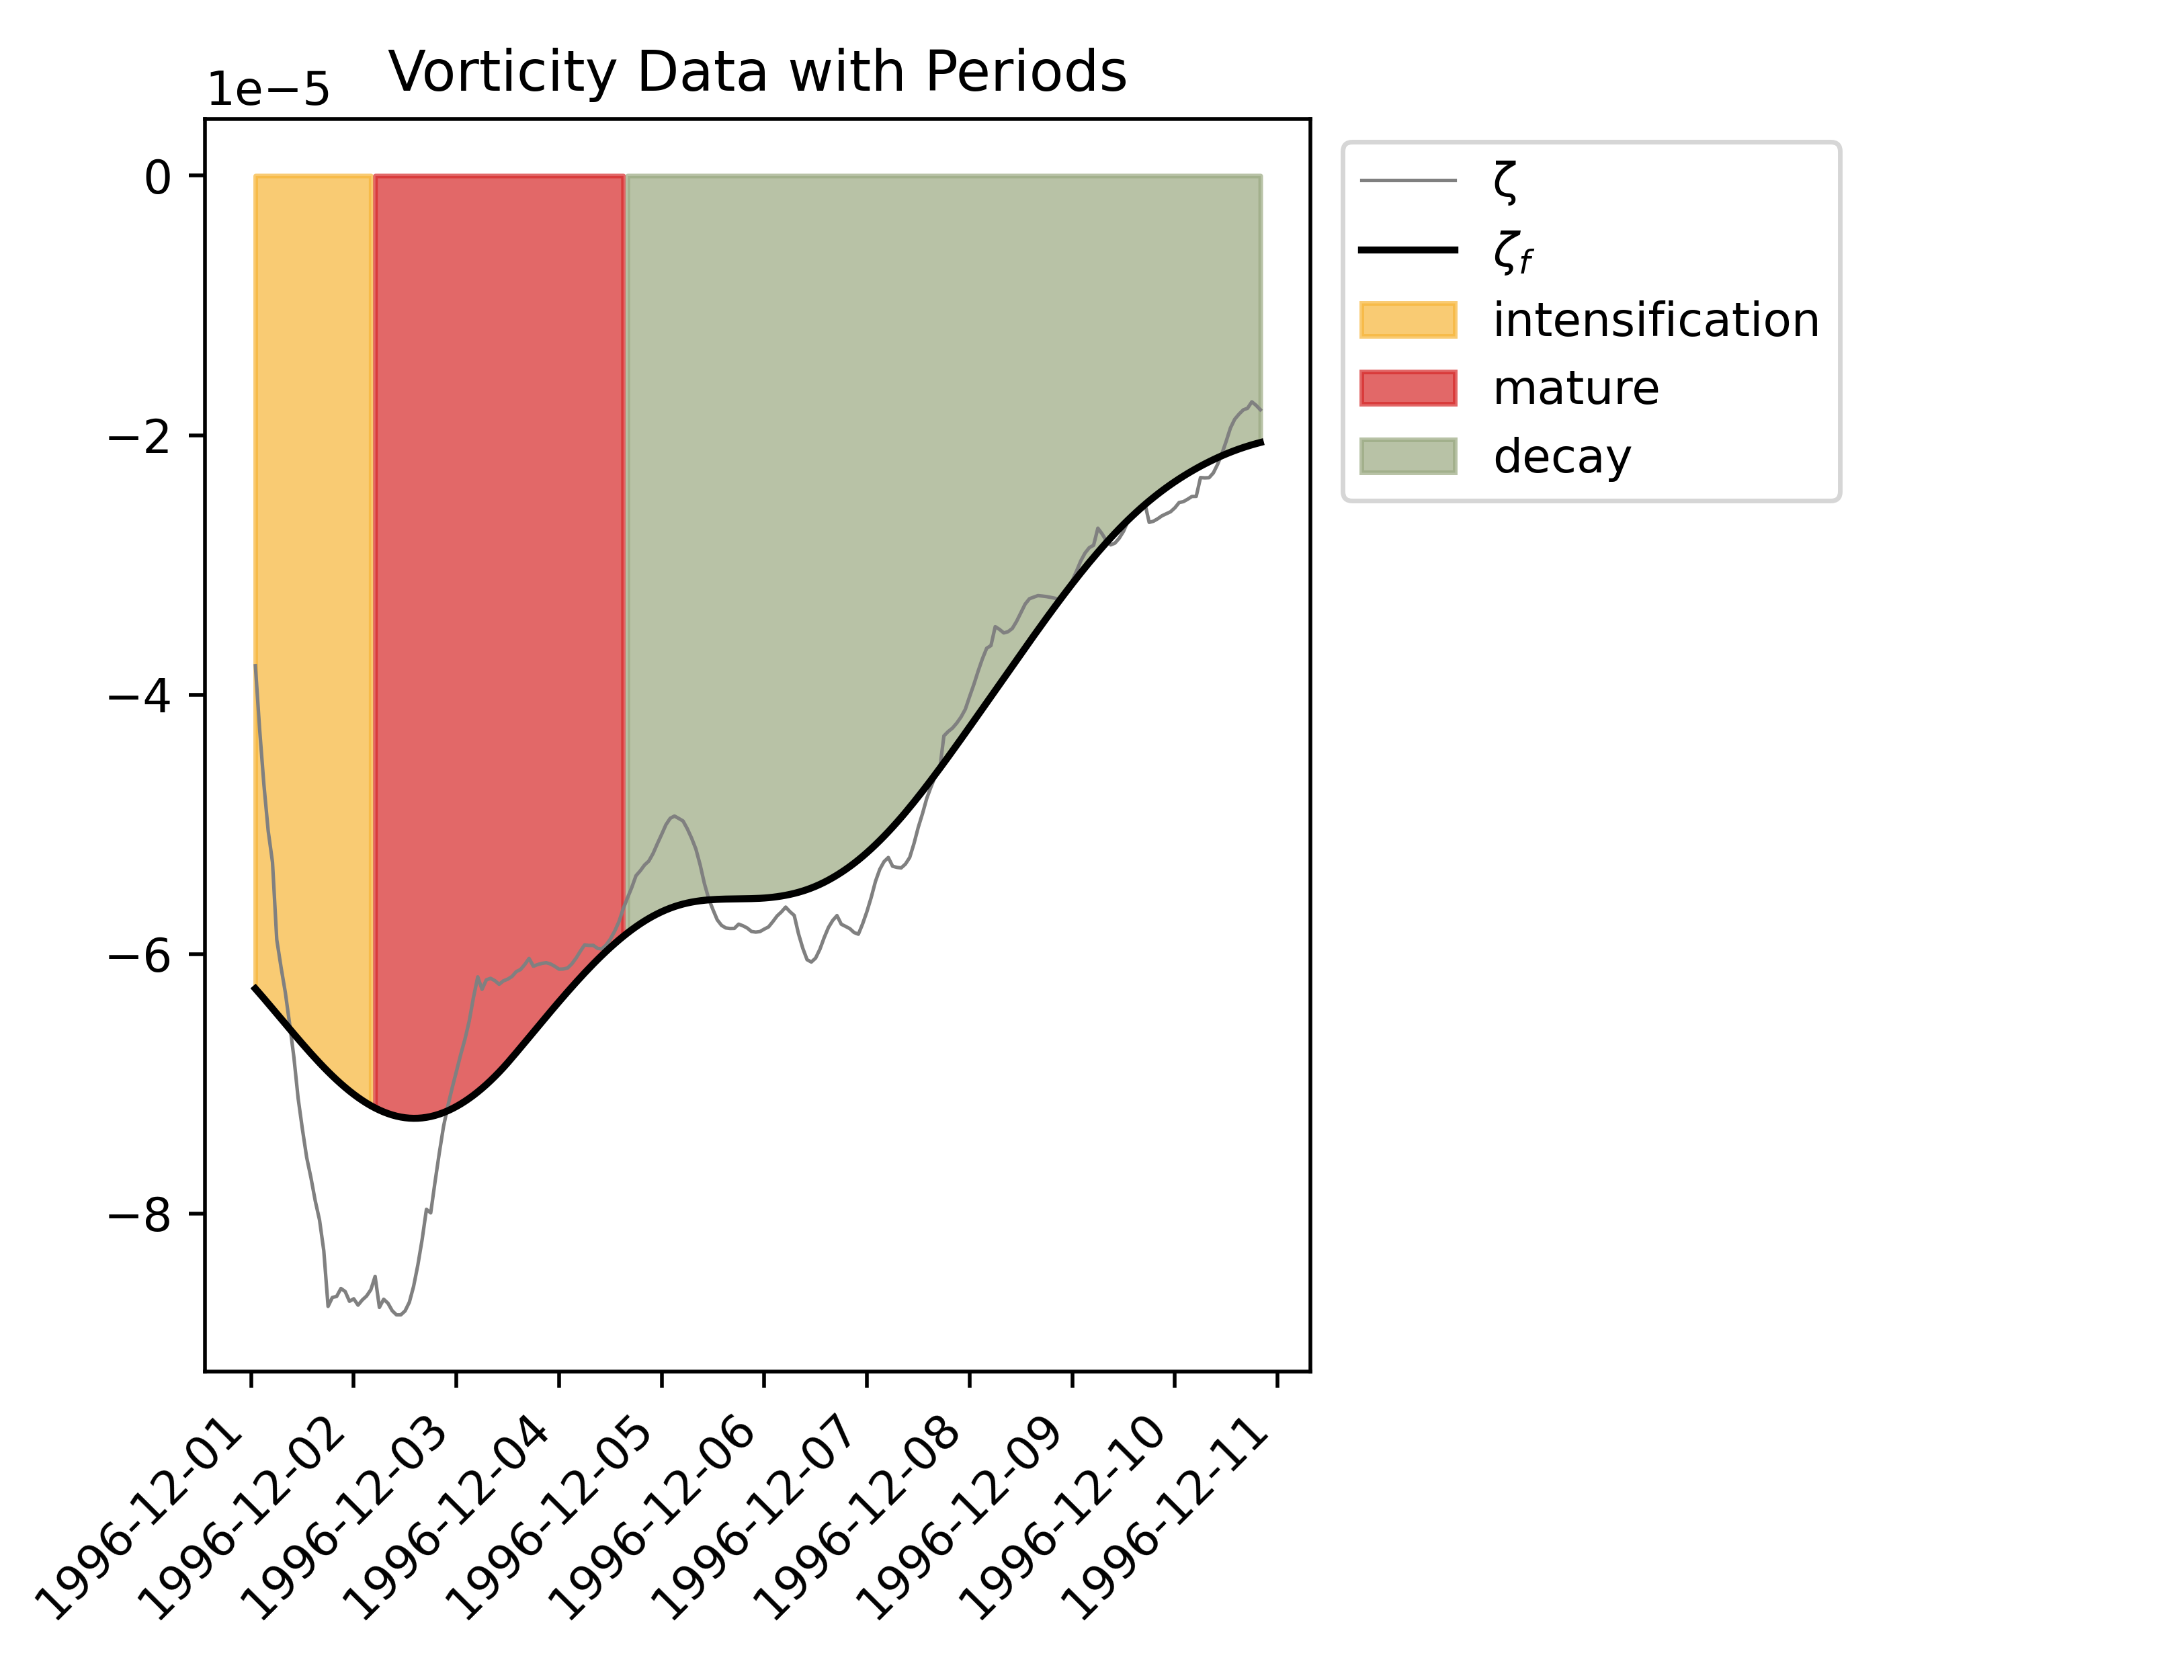 Vorticity Data with Periods
1e−5
0
−2
−4
−6
−8
1996-12-01
1996-12-02
1996-12-03
1996-12-04
1996-12-05
1996-12-06
1996-12-07
1996-12-08
1996-12-09
1996-12-10
1996-12-11
ζ
ζf
intensification
mature
decay